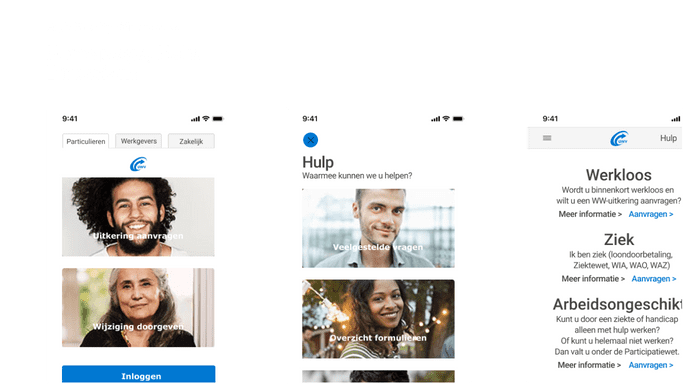 9:41
Particulieren
Werkgevers
Zakelijk
UWV
Uitkering aanvragen
Wijziging doorgeven
Inloggen
9:41
Hulp
Waarmee kunnen we u helpen?
Veelgestelde vragen
Overzicht formulieren
9:41
UWV
Hulp
Werkloos
Wordt u binnenkort werkloos en
wilt u een WW-uitkering aanvragen?
Meer informatie > Aanvragen >
Ziek
Ik ben ziek (loondoorbetaling,
Ziektewet, WIA, WAO, WAZ)
Meer informatie > Aanvragen >
Arbeidsongeschikt
Kunt u door een ziekte of handicap
alleen met hulp werken?
Of kunt u helemaal niet werken?
Dan valt u onder de Participatiewet.
Meer informatie > Aanvragen >